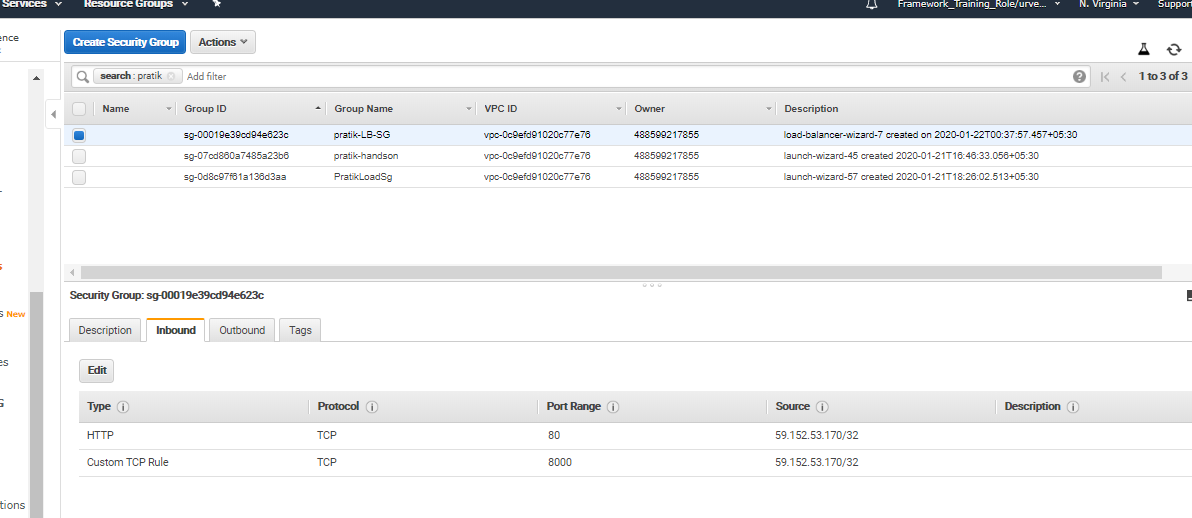 Services Resource Groups Framework_Training_Role/urve... N. Virginia Support
ence
Create Security Group Actions
search : pratik Add filter 1 to 3 of 3
Name Group ID Group Name VPC ID Owner Description
sg-00019e39cd94e623c pratik-LB-SG vpc-0c9efd91020c77e76 488599217855 load-balancer-wizard-7 created on 2020-01-22T00:37:57.457+05:30
sg-07cd860a7485a23b6 pratik-handson vpc-0c9efd91020c77e76 488599217855 launch-wizard-45 created 2020-01-21T16:46:33.056+05:30
sg-0d8c97f61a136d3aa PratikLoadSg vpc-0c9efd91020c77e76 488599217855 launch-wizard-57 created 2020-01-21T18:26:02.513+05:30
s
Security Group: sg-00019e39cd94e623c
s New
Description Inbound Outbound Tags
es
Edit
G
Type Protocol Port Range Source Description
HTTP TCP 80 59.152.53.170/32
Custom TCP Rule TCP 8000 59.152.53.170/32
tions